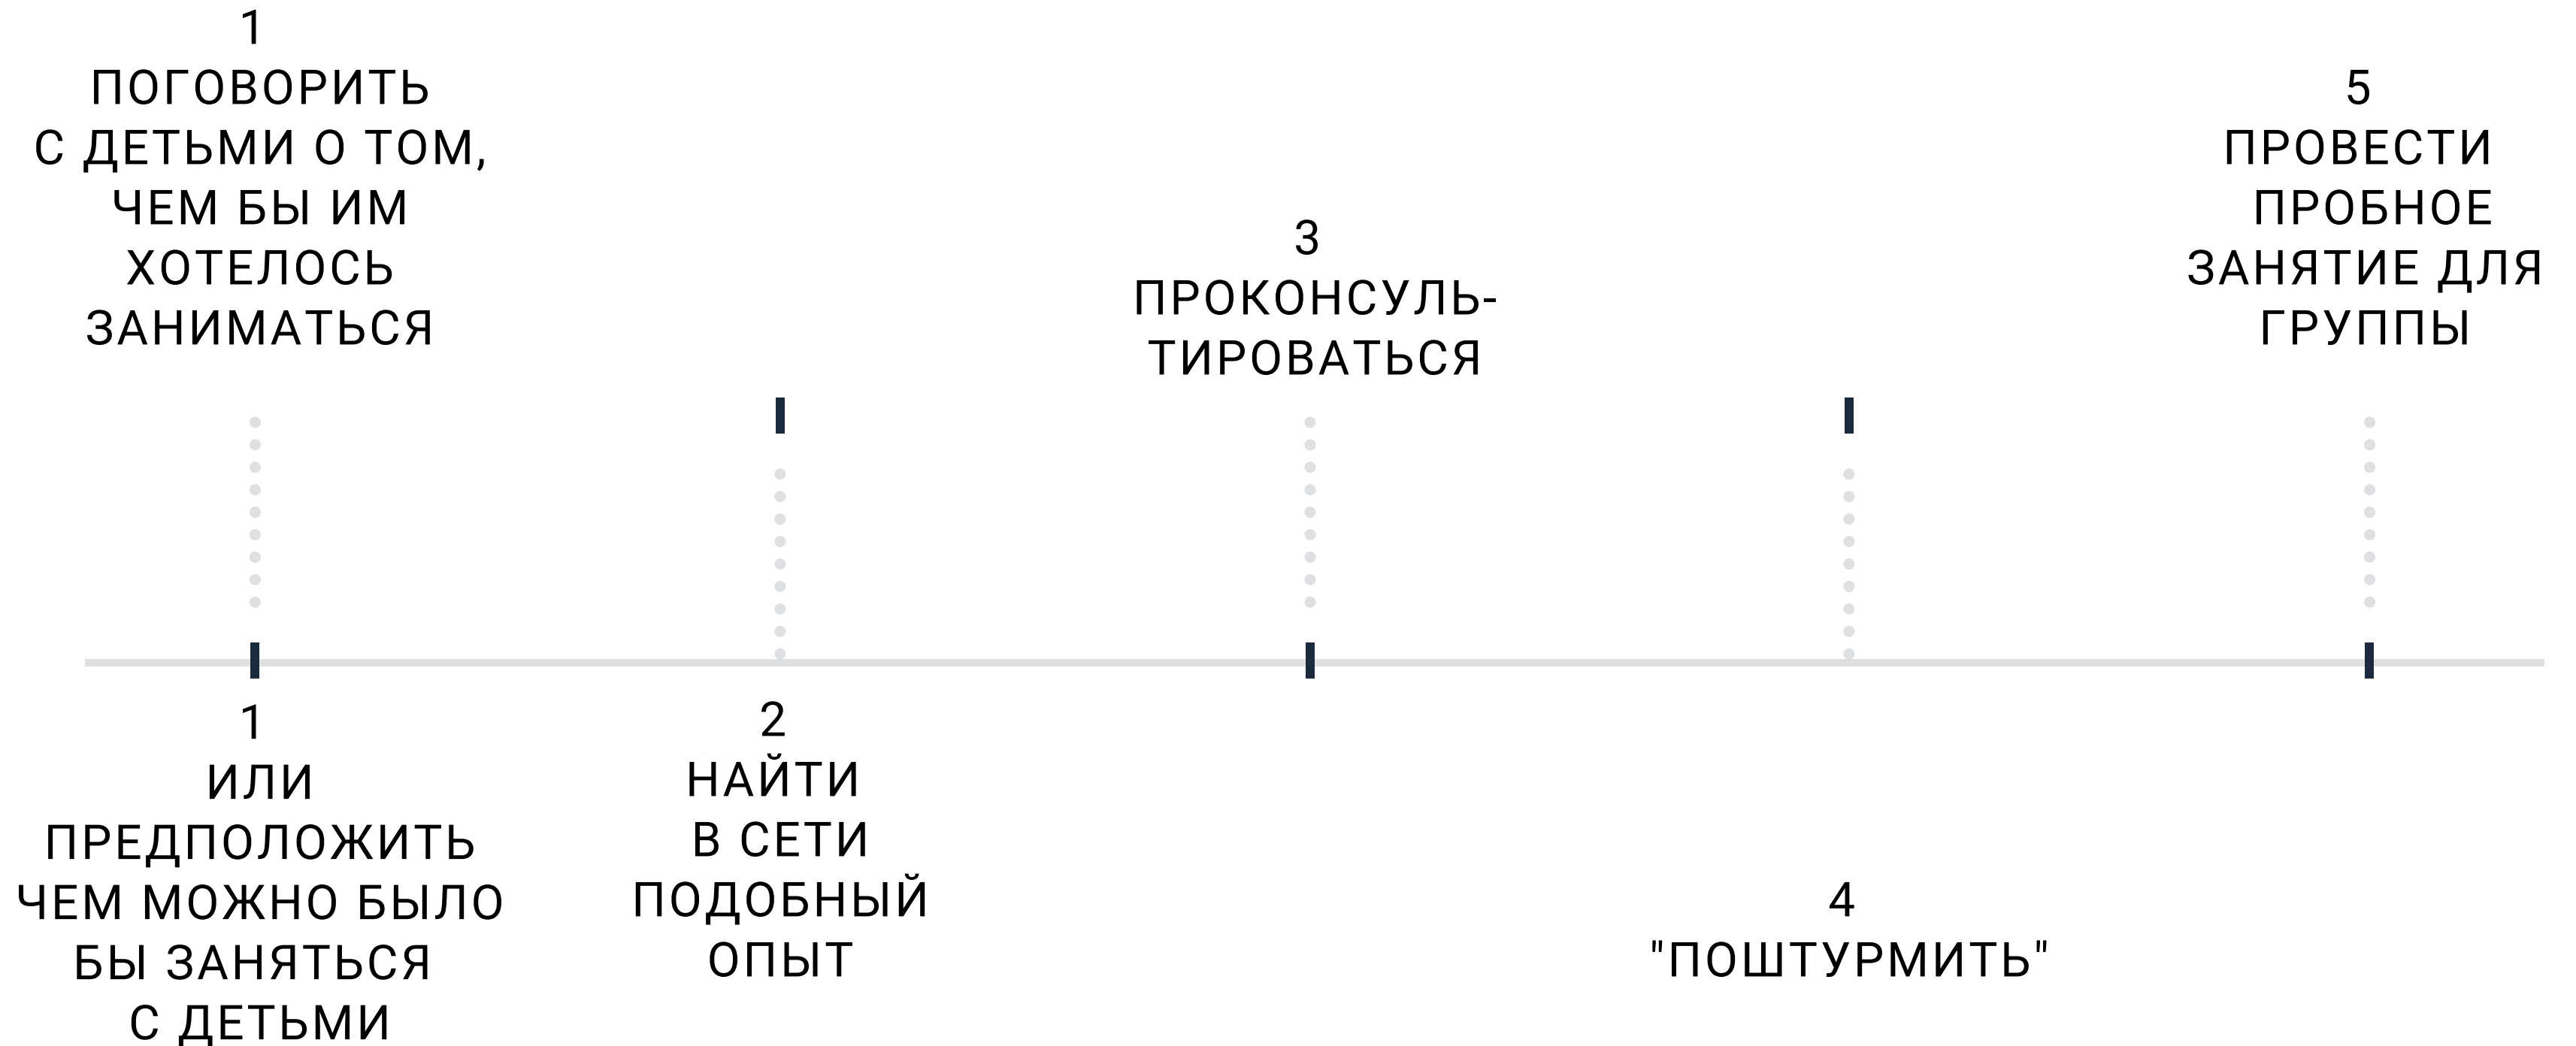 1
ПОГОВОРИТЬ
С ДЕТЬМИ О ТОМ,
ЧЕМ БЫ ИМ
ХОТЕЛОСЬ
ЗАНИМАТЬСЯ
1
ИЛИ
ПРЕДПОЛОЖИТЬ
ЧЕМ МОЖНО БЫЛО
БЫ ЗАНЯТЬСЯ
С ДЕТЬМИ
2
НАЙТИ
В СЕТИ
ПОДОБНЫЙ
ОПЫТ
3
ПРОКОНСУЛЬ-
ТИРОВАТЬСЯ
4
"ПОШТУРМИТЬ"
5
ПРОВЕСТИ
ПРОБНОЕ
ЗАНЯТИЕ ДЛЯ
ГРУППЫ